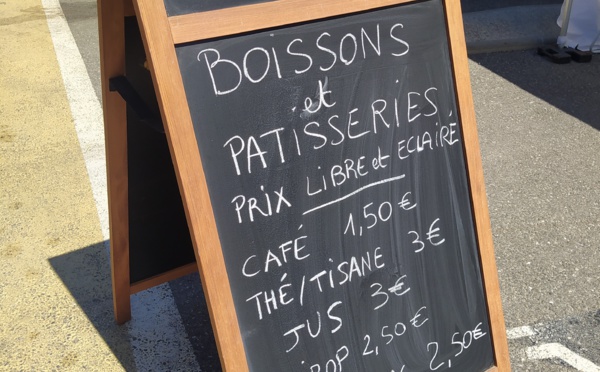 BOISSONS
et
PATISSERIES
PRIX LIBRE et ECLAIRÉ
CAFÉ 1,50€
THÉ/TISANE 3€
JUS 3€
2,50€
2,50€